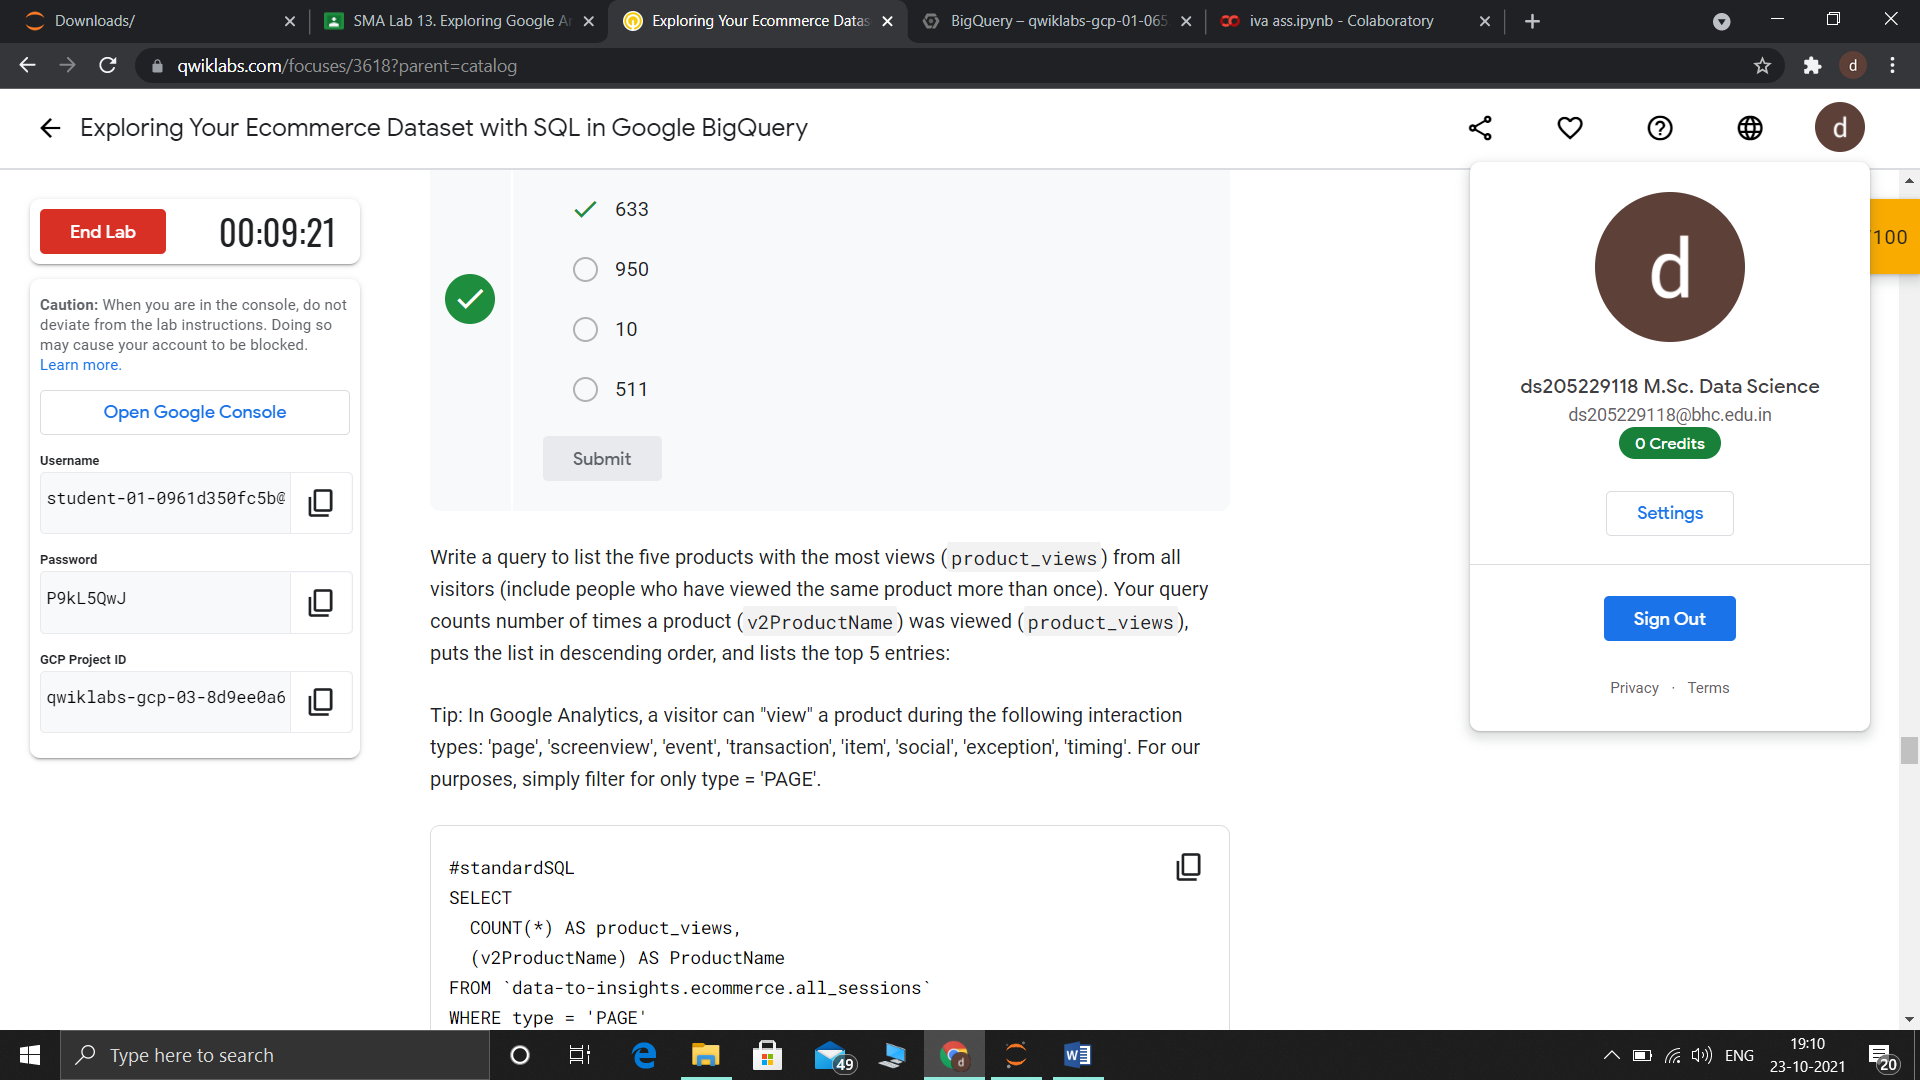 Downloads/
SMA Lab 13. Exploring Google A
Exploring Your Ecommerce Datas
BigQuery – qwiklabs-gcp-01-065
iva ass.ipynb - Colaboratory
qwiklabs.com/focuses/3618?parent=catalog
d
Exploring Your Ecommerce Dataset with SQL in Google BigQuery
d
End Lab
00:09:21
Caution: When you are in the console, do not
deviate from the lab instructions. Doing so
may cause your account to be blocked.
Learn more.
Open Google Console
Username
student-01-0961d350fc5b@
Password
P9kL5QwJ
GCP Project ID
qwiklabs-gcp-03-8d9ee0a6
633
950
10
511
Submit
Write a query to list the five products with the most views (product_views) from all
visitors (include people who have viewed the same product more than once). Your query
counts number of times a product (v2ProductName) was viewed (product_views),
puts the list in descending order, and lists the top 5 entries:
Tip: In Google Analytics, a visitor can "view" a product during the following interaction
types: 'page', 'screenview', 'event', 'transaction', 'item', 'social', 'exception', 'timing'. For our
purposes, simply filter for only type = 'PAGE'.
#standardSQL
SELECT
COUNT(*) AS product_views,
(v2ProductName) AS ProductName
FROM `data-to-insights.ecommerce.all_sessions`
WHERE type = 'PAGE'
/100
d
ds205229118 M.Sc. Data Science
ds205229118@bhc.edu.in
0 Credits
Settings
Sign Out
Privacy · Terms
Type here to search
49
d
ENG
19:10
23-10-2021
20